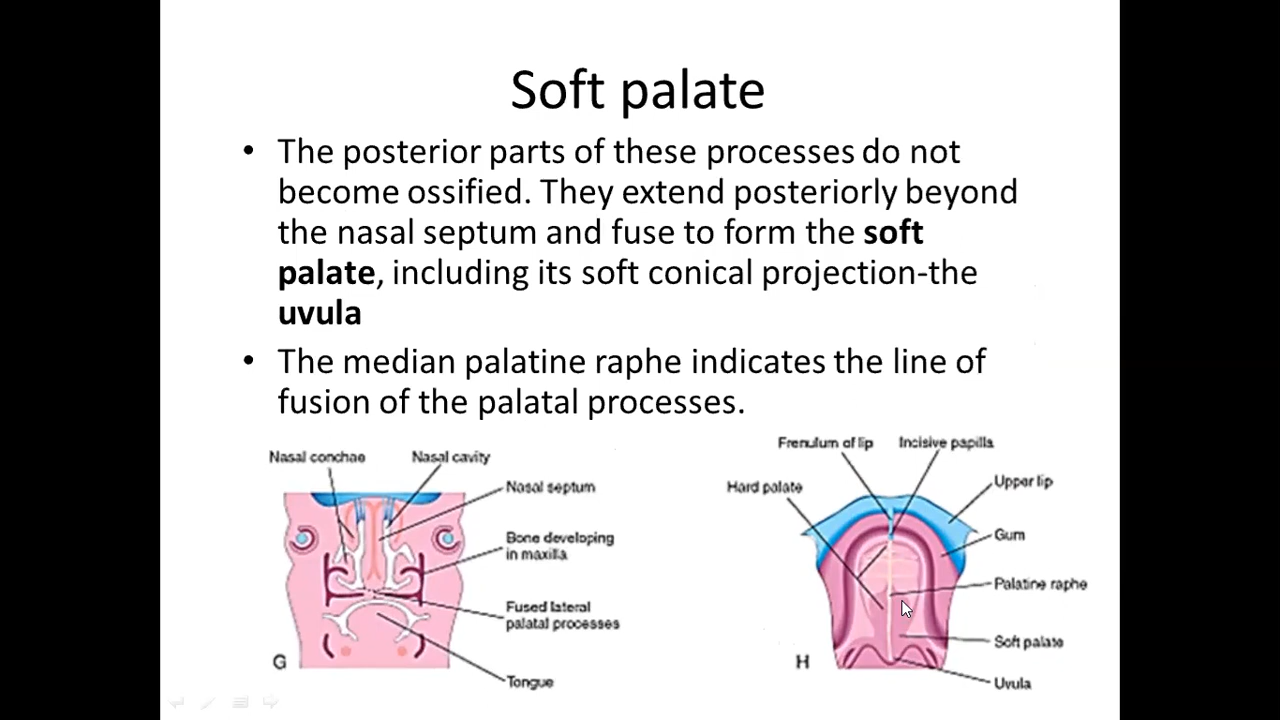 Soft palate
• The posterior parts of these processes do not
become ossified. They extend posteriorly beyond
the nasal septum and fuse to form the soft
palate, including its soft conical projection-the
uvula
• The median palatine raphe indicates the line of
fusion of the palatal processes.
Nasal conchae
Nasal cavity
Nasal septum
Bone developing
in maxilla
Fused lateral
palatal processes
Tongue
G
Frenulum of lip
Incisive papilla
Hard palate
Upper lip
Gum
Palatine raphe
Soft palate
Uvula
H